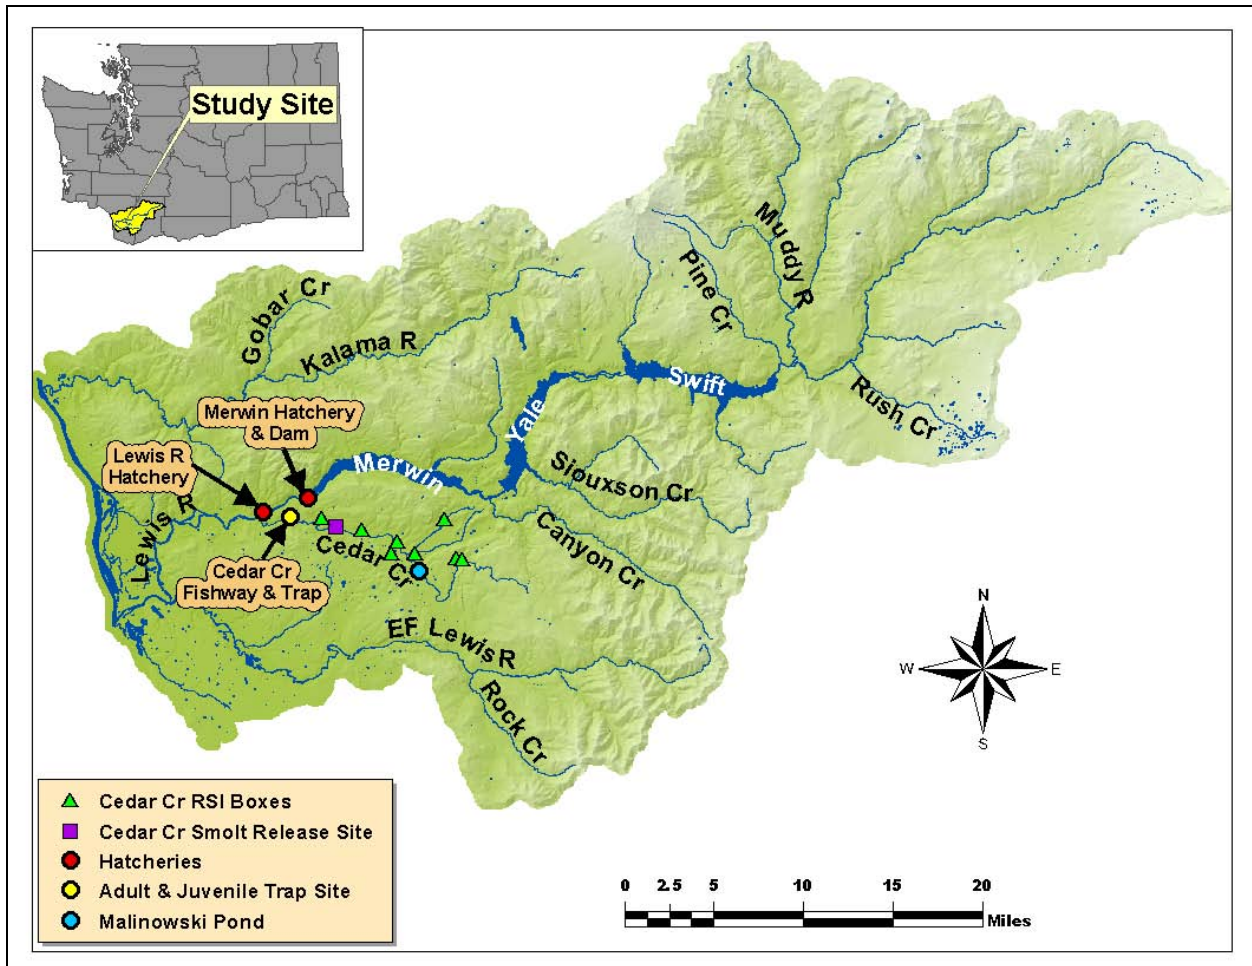 Study Site
Gobar Cr
Kalama R
Muddy R
Pine Cr
Rush Cr
Swift
Yale
Merwin
Merwin Hatchery
& Dam
Lewis R
Hatchery
Lewis R
Siouxson Cr
Canyon Cr
Cedar Cr
Cedar Cr
Fishway & Trap
EF Lewis R
Rock Cr
N
W
E
S
Cedar Cr RSI Boxes
Cedar Cr Smolt Release Site
Hatcheries
Adult & Juvenile Trap Site
Malinowski Pond
0 2.5 5 10 15 20
Miles